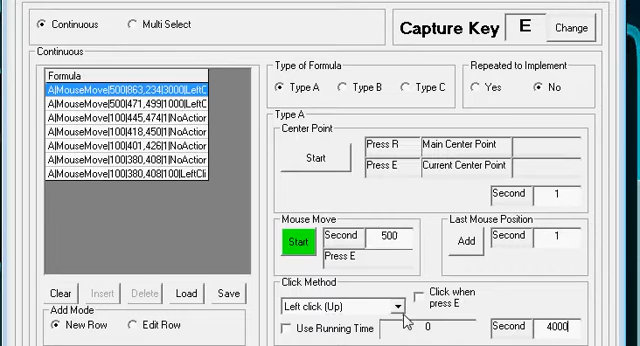 Continuous
Multi Select
Capture Key
E
Change
Continuous
Formula
A|MouseMove|500|863,234|3000|LeftC
A|MouseMove|500|471,499|1000|LeftC
A|MouseMove|100|445,474|1|NoAction
A|MouseMove|100|418,450|1|NoAction
A|MouseMove|100|401,426|1|NoAction
A|MouseMove|100|380,408|1|NoAction
A|MouseMove|100|380,408|100|LeftCli
Clear
Insert
Delete
Load
Save
Add Mode
New Row
Edit Row
Type of Formula
Type A
Type B
Type C
Repeated to Implement
Yes
No
Type A
Center Point
Start
Press R
Main Center Point
Press E
Current Center Point
Second
1
Mouse Move
Start
Second
500
Press E
Last Mouse Position
Add
Second
1
Click Method
Left click (Up)
Click when
press E
Use Running Time
0
Second
4000